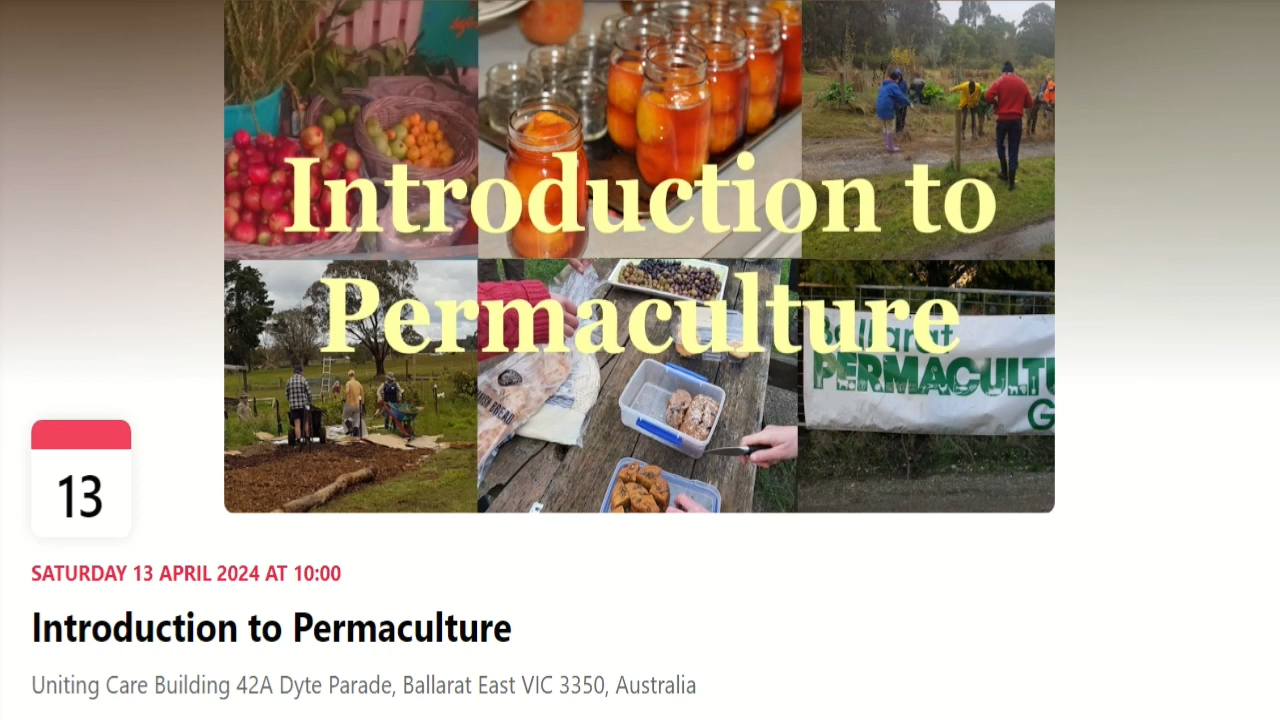 Introduction to
Permaculture
Ballarat
PERMACULTU
G
BREAD
13
SATURDAY 13 APRIL 2024 AT 10:00
Introduction to Permaculture
Uniting Care Building 42A Dyte Parade, Ballarat East VIC 3350, Australia